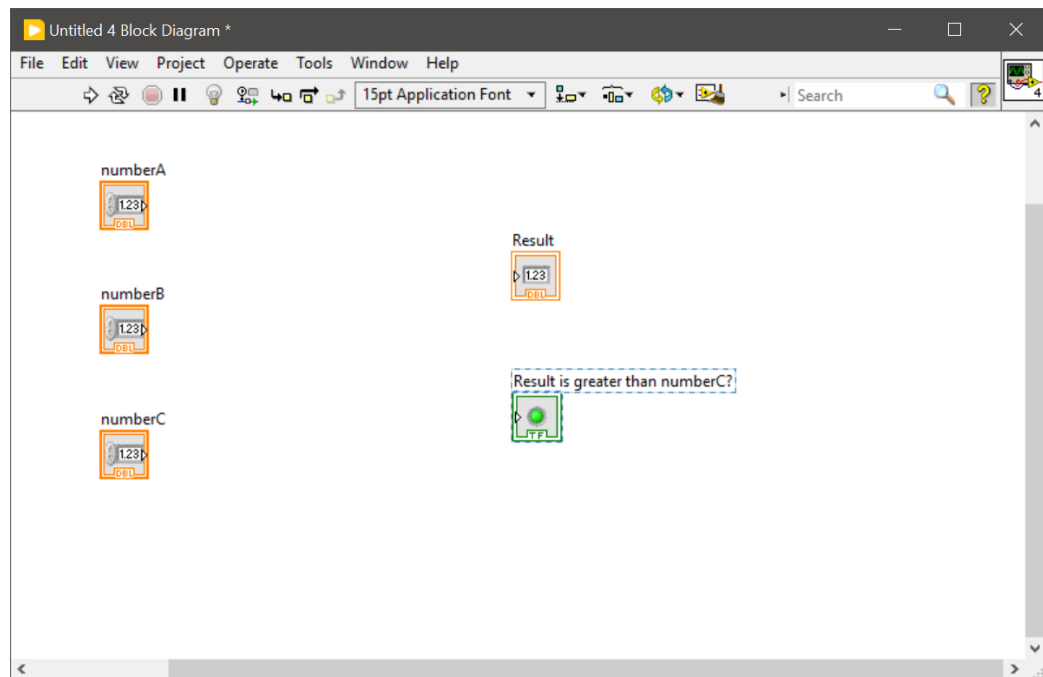 Untitled 4 Block Diagram *
File Edit View Project Operate Tools Window Help
15pt Application Font Search ? 4
numberA
1.23
DBL
Result
1.23
DBL
numberB
1.23
DBL
Result is greater than numberC?
TF
numberC
1.23
DBL